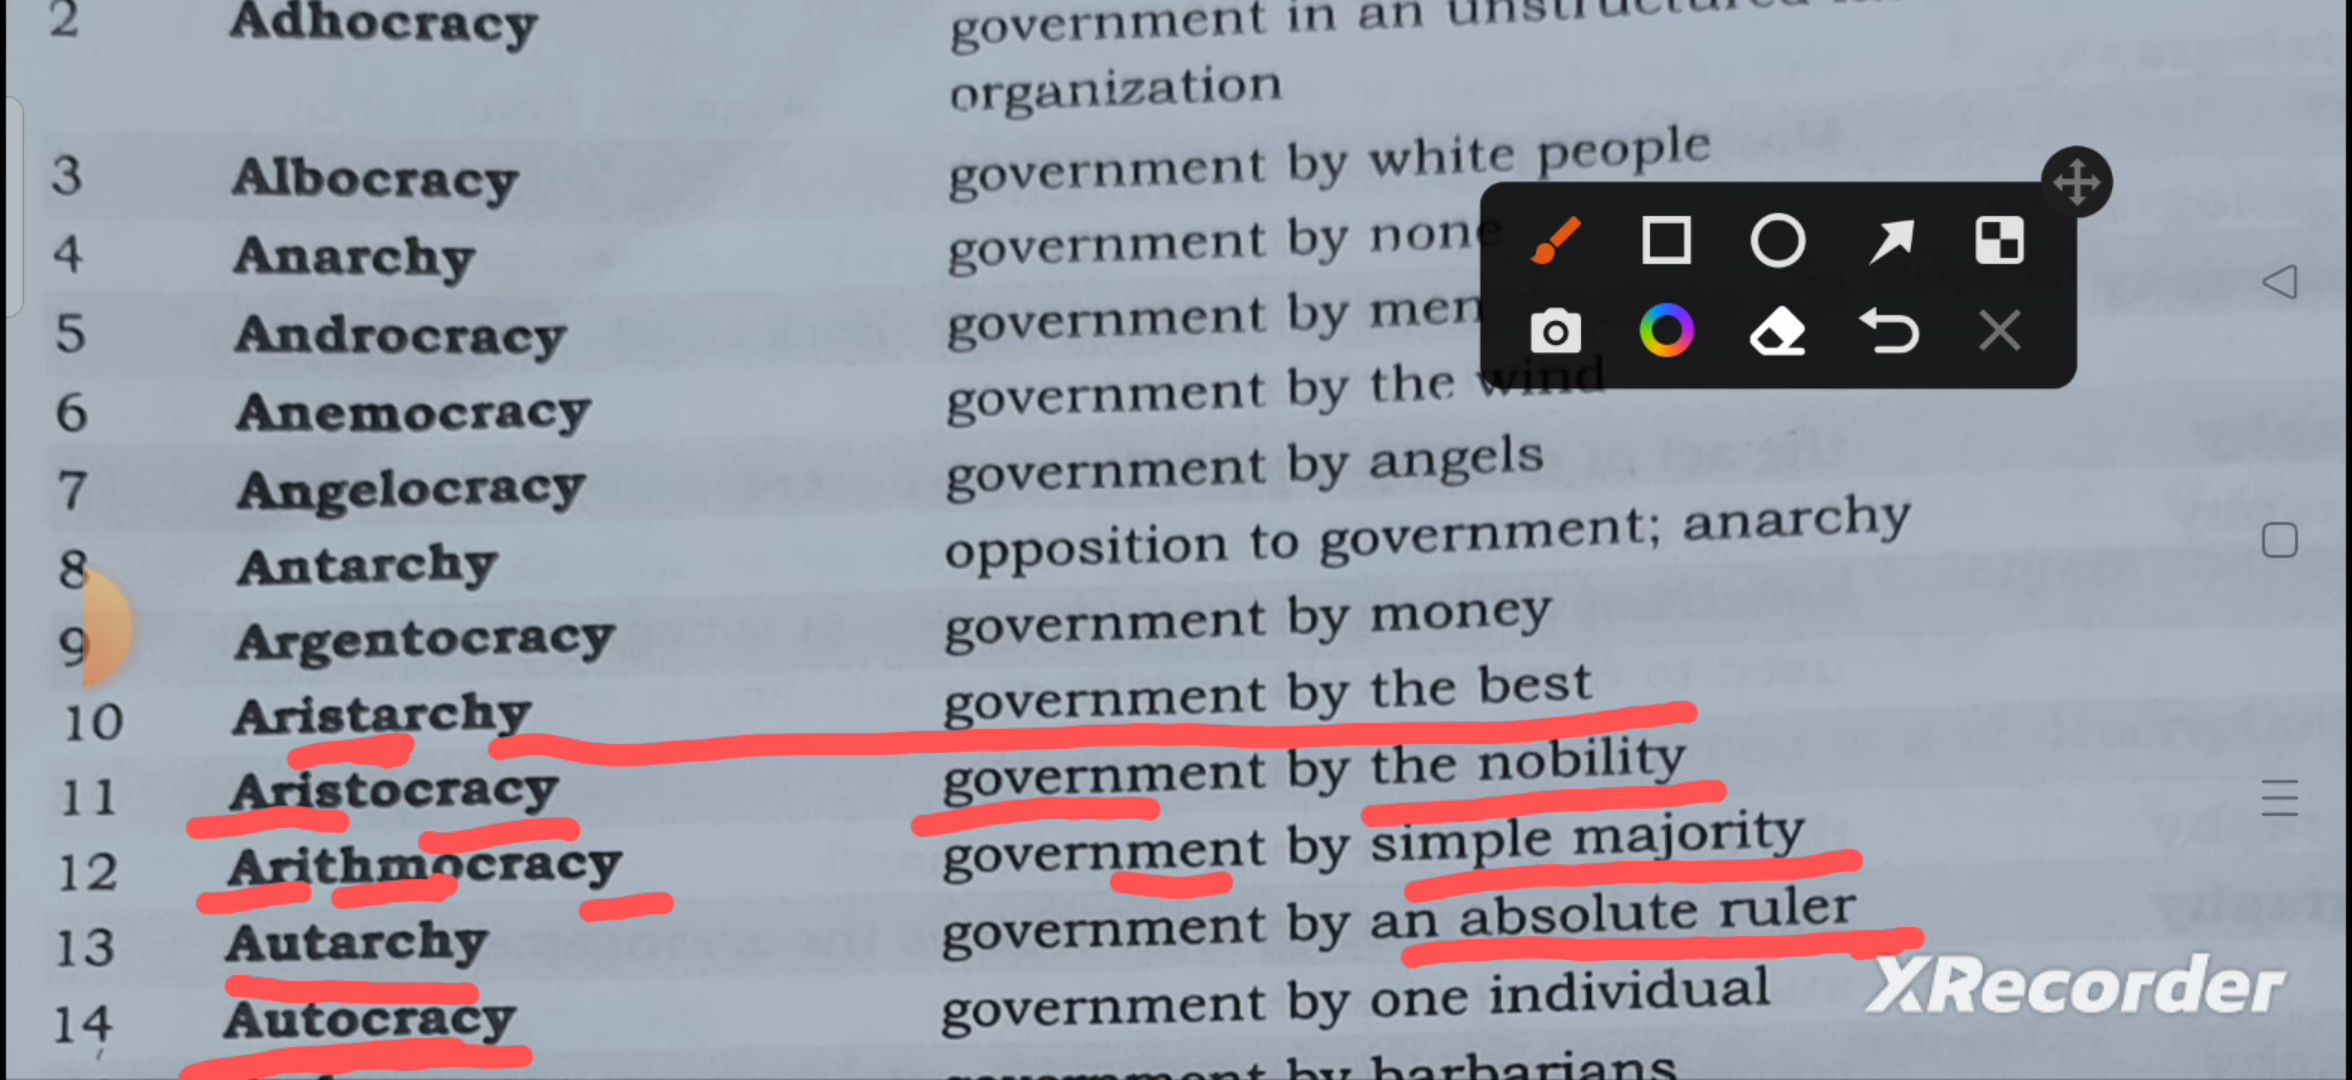 2 Adhocracy government in an unstructured
organization
3 Albocracy government by white people
4 Anarchy government by none
5 Androcracy government by men
6 Anemocracy government by the wind
7 Angelocracy government by angels
8 Antarchy opposition to government; anarchy
9 Argentocracy government by money
10 Aristarchy government by the best
11 Aristocracy government by the nobility
12 Arithmocracy government by simple majority
13 Autarchy government by an absolute ruler
14 Autocracy government by one individual
government by barbarians
XRecorder